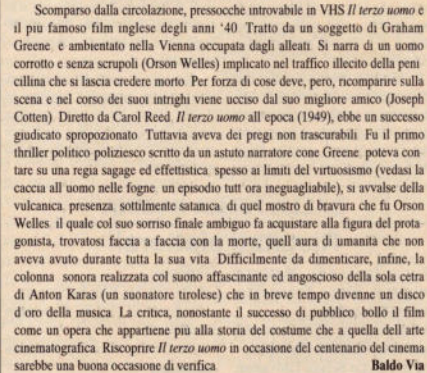 Scomparso dalla circolazione, pressocche introvabile in VHS Il terzo uomo è
il piu famoso film inglese degli anni '40 Tratto da un soggetto di Graham
Greene e ambientato nella Vienna occupata dagli alleati Si narra di un uomo
corrotto e senza scrupoli (Orson Welles) implicato nel traffico illecito della peni
cillina che si lascia credere morto Per forza di cose deve, pero, ricomparire sulla
scena e nel corso dei suoi intrighi viene ucciso dal suo migliore amico (Joseph
Cotten) Diretto da Carol Reed Il terzo uomo all epoca (1949), ebbe un successo
giudicato spropozionato Tuttavia aveva dei pregi non trascurabili Fu il primo
thriller politico poliziesco scritto da un astuto narratore cone Greene poteva con
tare su una regia sagage ed effettistica spesso ai limiti del virtuosismo (vedasi la
caccia all uomo nelle fogne un episodio tutt ora ineguagliabile), si avvalse della
vulcanica presenza sottilmente satanica di quel mostro di bravura che fu Orson
Welles il quale col suo sorriso finale ambiguo fa acquistare alla figura del prota
gonista, trovatosi faccia a faccia con la morte, quell aura di umanità che non
aveva avuto durante tutta la sua vita Difficilmente da dimenticare, infine, la
colonna sonora realizzata col suono affascinante ed angoscioso della sola cetra
di Anton Karas (un suonatore tirolese) che in breve tempo divenne un disco
d oro della musica La critica, nonostante il successo di pubblico bollo il film
come un opera che appartiene piu alla storia del costume che a quella dell arte
cinematografica Riscoprire Il terzo uomo in occasione del centenario del cinema
sarebbe una buona occasione di verifica Baldo Via